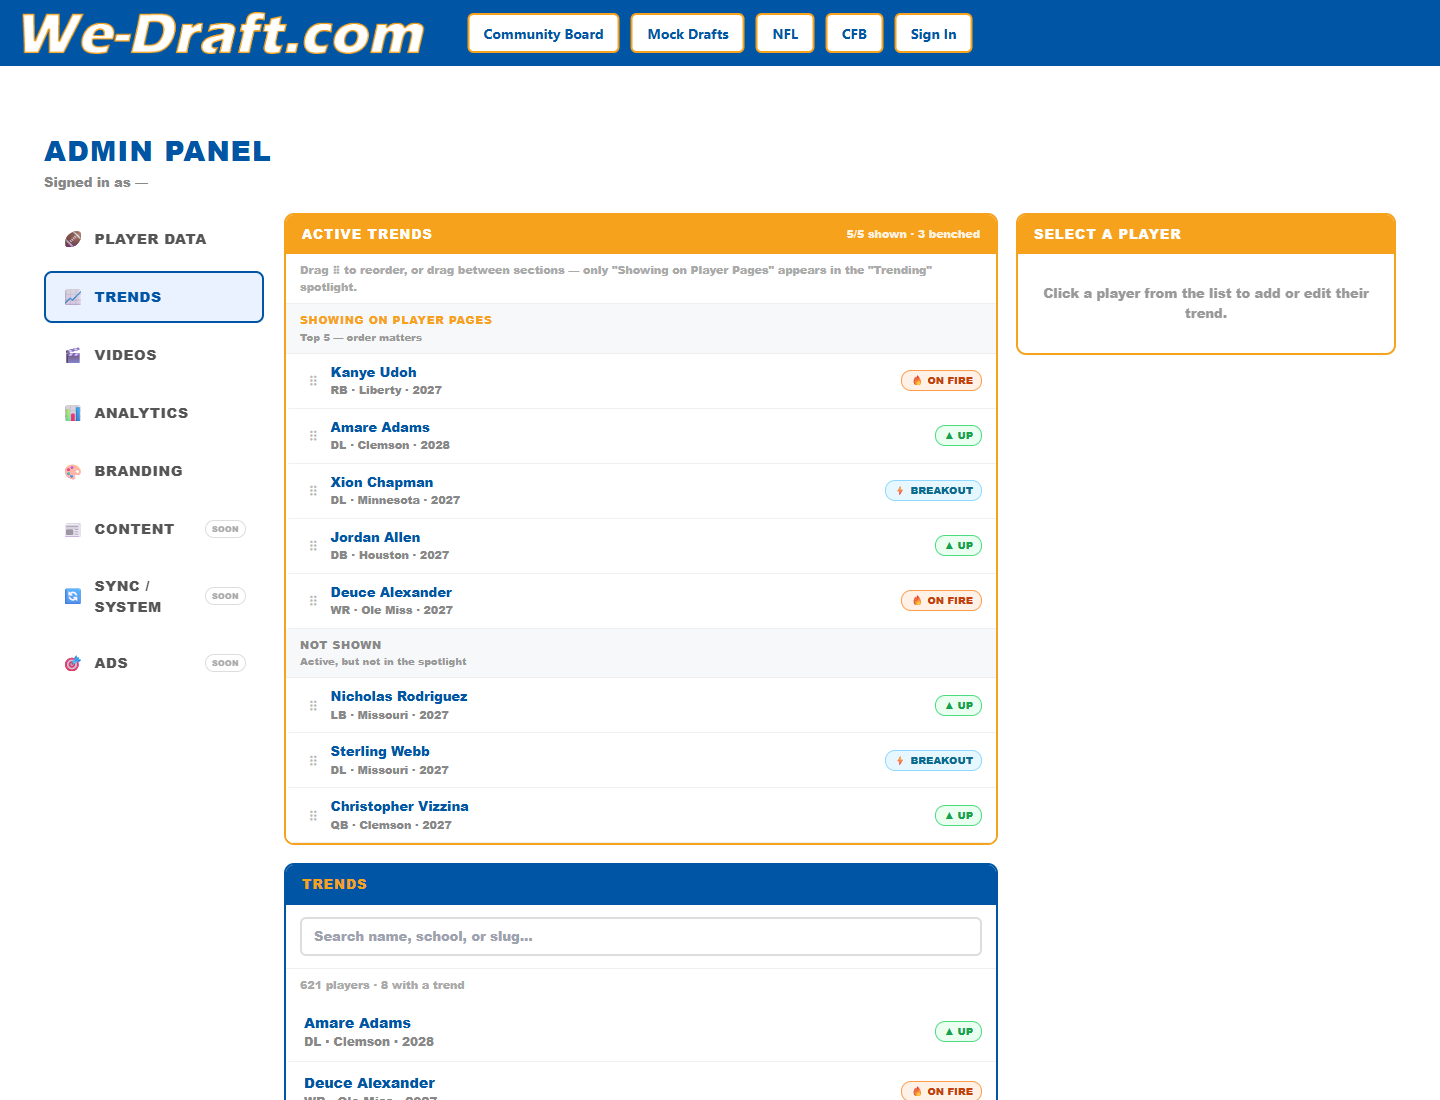 We-Draft.com
Community Board
Mock Drafts
NFL
CFB
Sign In
ADMIN PANEL
Signed in as —
PLAYER DATA
TRENDS
VIDEOS
ANALYTICS
BRANDING
CONTENT SOON
SYNC /
SYSTEM
SOON
ADS SOON
ACTIVE TRENDS 5/5 shown · 3 benched
Drag ⠿ to reorder, or drag between sections — only "Showing on Player Pages" appears in the "Trending"
spotlight.
SHOWING ON PLAYER PAGES
Top 5 — order matters
Kanye Udoh
RB · Liberty · 2027
ON FIRE
Amare Adams
DL · Clemson · 2028
▲ UP
Xion Chapman
DL · Minnesota · 2027
BREAKOUT
Jordan Allen
DB · Houston · 2027
▲ UP
Deuce Alexander
WR · Ole Miss · 2027
ON FIRE
NOT SHOWN
Active, but not in the spotlight
Nicholas Rodriguez
LB · Missouri · 2027
▲ UP
Sterling Webb
DL · Missouri · 2027
BREAKOUT
Christopher Vizzina
QB · Clemson · 2027
▲ UP
TRENDS
Search name, school, or slug...
621 players · 8 with a trend
Amare Adams
DL · Clemson · 2028
▲ UP
Deuce Alexander
WR · Ole Miss · 2027
ON FIRE
SELECT A PLAYER
Click a player from the list to add or edit their
trend.